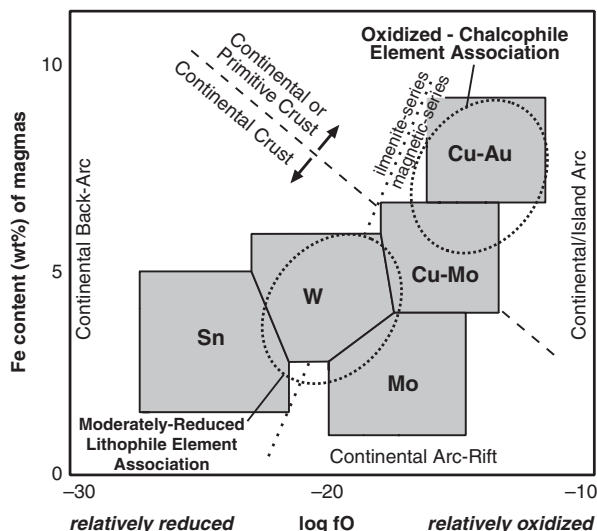 Oxidized - Chalcophile
Element Association
10
Continental or
Primitive Crust
Continental Crust
ilmenite-series
magnetic-series
Cu-Au
Continental Back-Arc
Continental/Island Arc
Fe content (wt%) of magmas
5
Cu-Mo
W
Sn
Mo
Moderately-Reduced
Lithophile Element
Association
Continental Arc-Rift
0
–30
–20
–10
relatively reduced
log fO
relatively oxidized